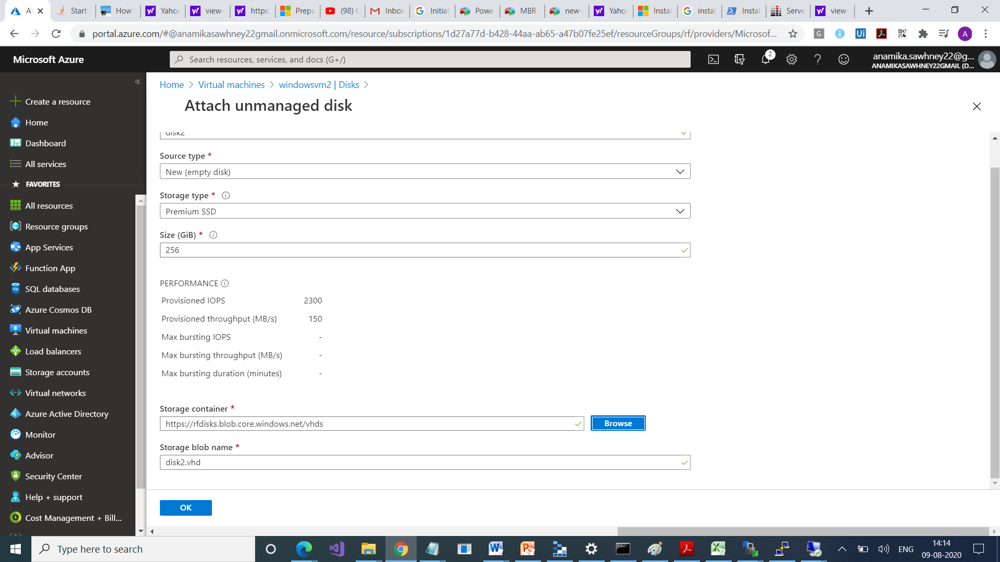 At
Start
How
Yahoo
view-
https:
Prepa
(98) U
Inbox
Initial
Powe
MBR
new-
Yahoo
Instal
instal
Instal
Serve
view-
portal.azure.com/#@anamikasawhney22gmail.onmicrosoft.com/resource/subscriptions/1d27a77d-b428-44aa-ab65-a47b07fe25ef/resourceGroups/rf/providers/Microsof...
G
Ui
A
Microsoft Azure
Search resources, services, and docs (G+/)
2
anamika.sawhney22@g...
ANAMIKASAWHNEY22GMAIL (D...
Home > Virtual machines > windowsvm2 | Disks >
Attach unmanaged disk
Create a resource
Home
Dashboard
All services
FAVORITES
All resources
Resource groups
App Services
Function App
SQL databases
Azure Cosmos DB
Virtual machines
Load balancers
Storage accounts
Virtual networks
Azure Active Directory
Monitor
Advisor
Security Center
Help + support
Cost Management + Bill...
disk2
Source type *
New (empty disk)
Storage type *
Premium SSD
Size (GiB) *
256
PERFORMANCE
Provisioned IOPS 2300
Provisioned throughput (MB/s) 150
Max bursting IOPS -
Max bursting throughput (MB/s) -
Max bursting duration (minutes) -
Storage container *
https://rfdisks.blob.core.windows.net/vhds
Browse
Storage blob name *
disk2.vhd
OK
Type here to search
ENG
14:14
09-08-2020